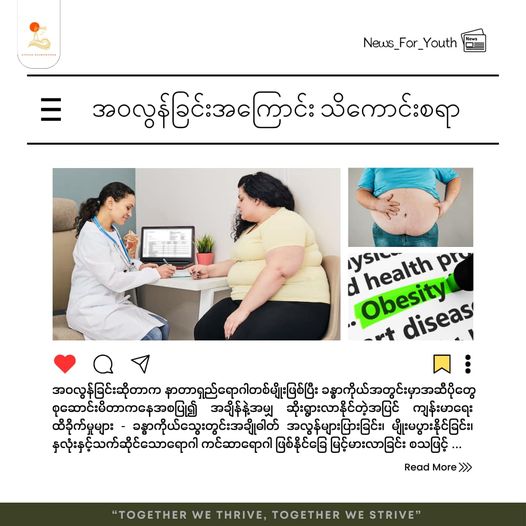 News_For_Youth
News
အဝလွန်ခြင်းအကြောင်း သိကောင်းစရာ
ysica
d health pro
. Obesity
rt disease
အဝလွန်ခြင်းဆိုတာက နာတာရှည်ရောဂါတစ်မျိုးဖြစ်ပြီး ခန္ဓာကိုယ်အတွင်းမှာအဆီပိုတွေ
စုဆောင်းမိတာကနေအစပြု၍ အချိန်နဲ့အမျှ ဆိုးရွားလာနိုင်တဲ့အပြင် ကျန်းမာရေး
ထိခိုက်မှုများ - ခန္ဓာကိုယ်သွေးတွင်းအချိုဓါတ် အလွန်များပြားခြင်း၊ မျိုးမပွားနိုင်ခြင်း၊
နှလုံးနှင့်သက်ဆိုင်သောရောဂါ ကင်ဆာရောဂါ ဖြစ်နိုင်ခြေ မြင့်မားလာခြင်း စသဖြင့် ...
Read More
“TOGETHER WE THRIVE, TOGETHER WE STRIVE”